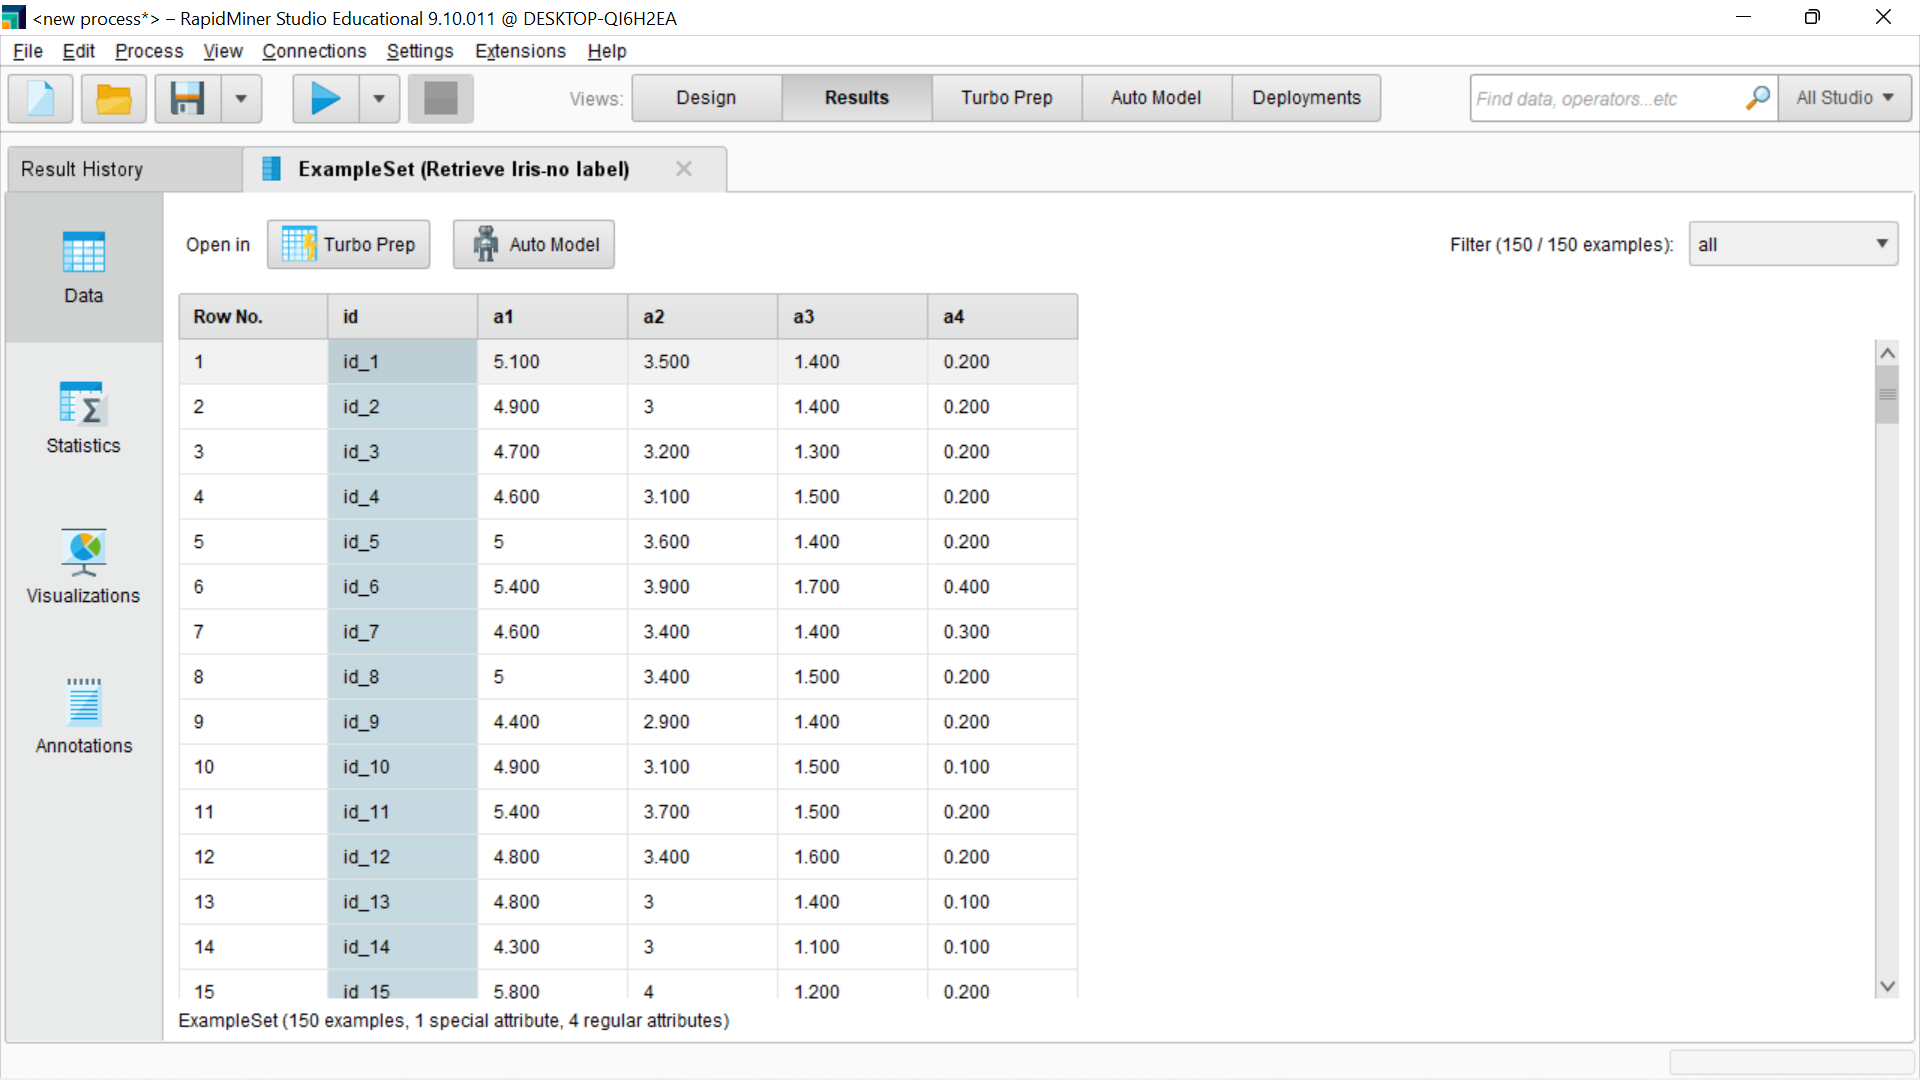 <new process*> – RapidMiner Studio Educational 9.10.011 @ DESKTOP-QI6H2EA
File Edit Process View Connections Settings Extensions Help
Views: Design Results Turbo Prep Auto Model Deployments Find data, operators...etc All Studio
Result History ExampleSet (Retrieve Iris-no label)
Open in Turbo Prep Auto Model Filter (150 / 150 examples): all
Data
Statistics
Visualizations
Annotations
Row No. id a1 a2 a3 a4
1 id_1 5.100 3.500 1.400 0.200
2 id_2 4.900 3 1.400 0.200
3 id_3 4.700 3.200 1.300 0.200
4 id_4 4.600 3.100 1.500 0.200
5 id_5 5 3.600 1.400 0.200
6 id_6 5.400 3.900 1.700 0.400
7 id_7 4.600 3.400 1.400 0.300
8 id_8 5 3.400 1.500 0.200
9 id_9 4.400 2.900 1.400 0.200
10 id_10 4.900 3.100 1.500 0.100
11 id_11 5.400 3.700 1.500 0.200
12 id_12 4.800 3.400 1.600 0.200
13 id_13 4.800 3 1.400 0.100
14 id_14 4.300 3 1.100 0.100
15 id_15 5.800 4 1.200 0.200
ExampleSet (150 examples, 1 special attribute, 4 regular attributes)